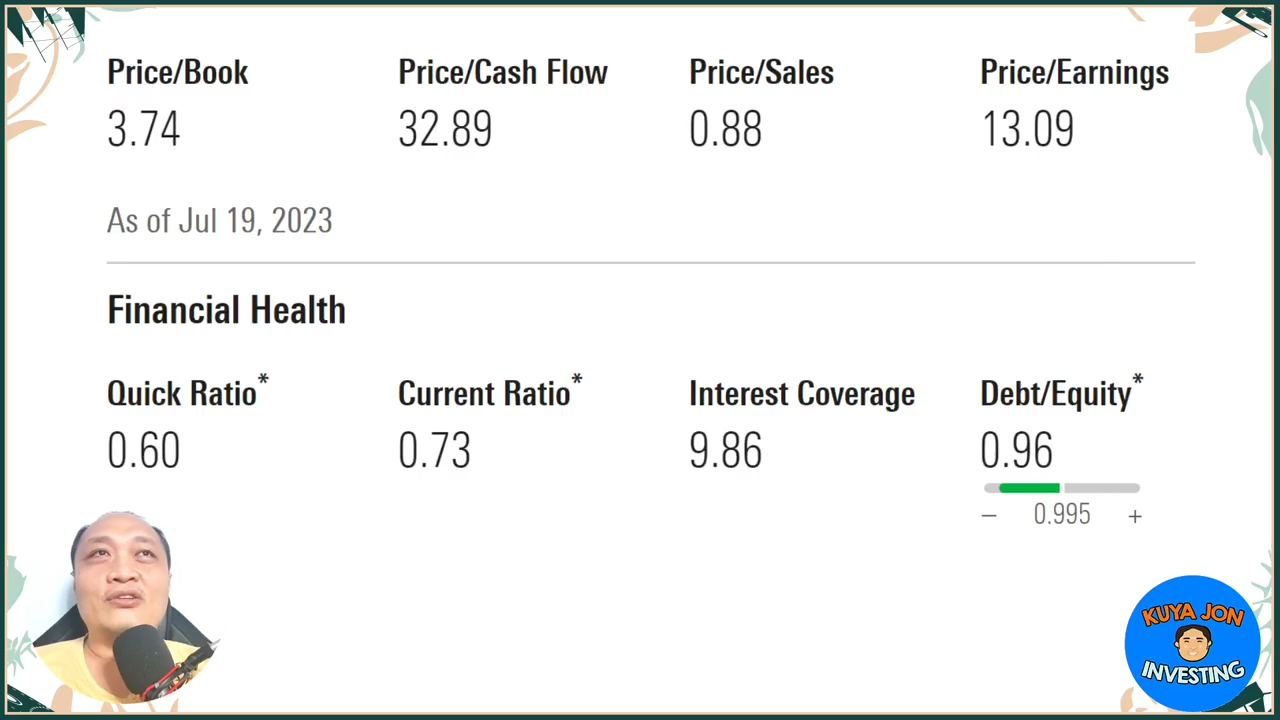 Price/Book Price/Cash Flow Price/Sales Price/Earnings
3.74 32.89 0.88 13.09
As of Jul 19, 2023
Financial Health
Quick Ratio* Current Ratio* Interest Coverage Debt/Equity*
0.60 0.73 9.86 0.96
– 0.995 +
KUYA JON
INVESTING